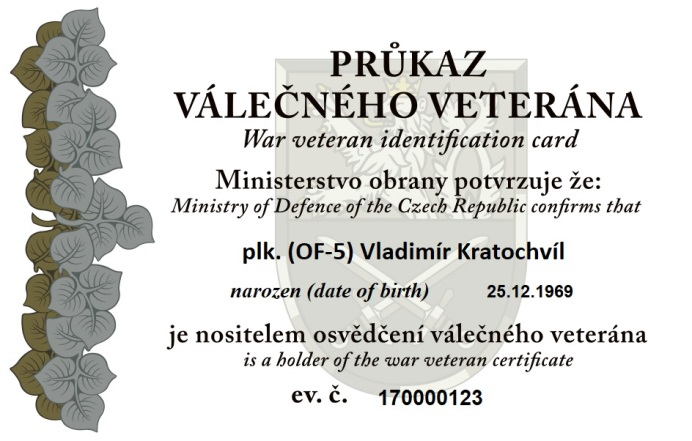 PRŮKAZ
VÁLEČNÉHO VETERÁNA
War veteran identification card
Ministerstvo obrany potvrzuje že:
Ministry of Defence of the Czech Republic confirms that
plk. (OF-5) Vladimír Kratochvíl
narozen (date of birth) 25.12.1969
je nositelem osvědčení válečného veterána
is a holder of the war veteran certificate
ev. č. 170000123